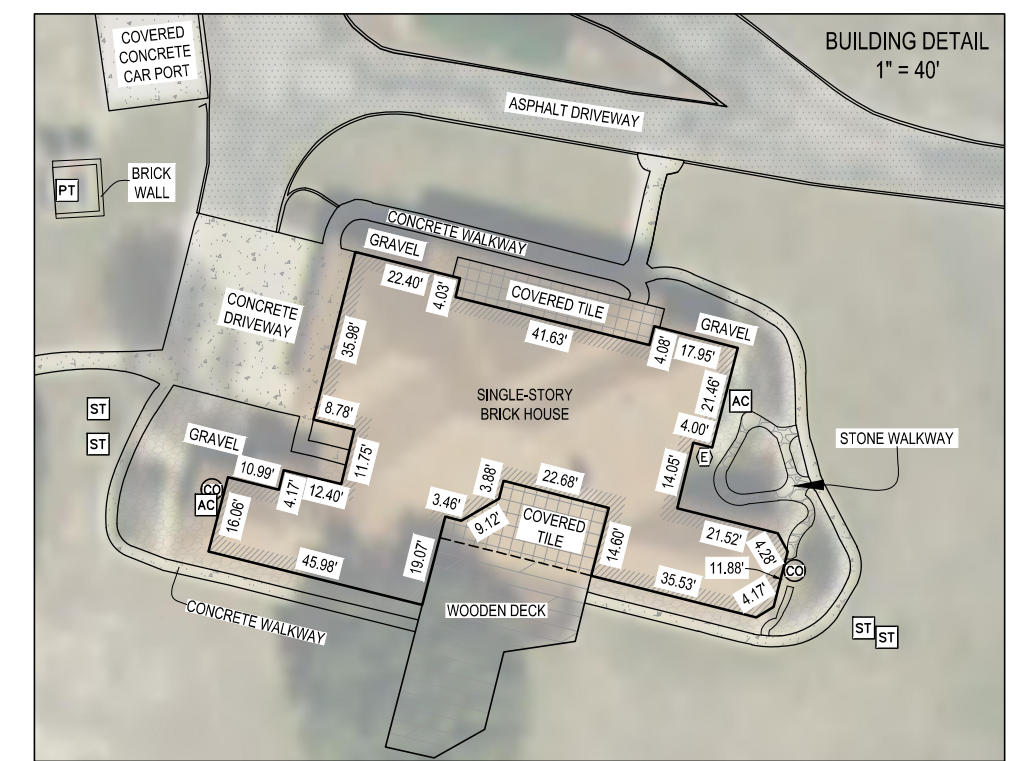 COVERED
CONCRETE
CAR PORT
BUILDING DETAIL
1" = 40'
ASPHALT DRIVEWAY
BRICK
WALL
PT
CONCRETE WALKWAY
GRAVEL
22.40'
4.03'
COVERED TILE
41.63'
4.08'
17.95'
GRAVEL
CONCRETE
DRIVEWAY
35.98'
SINGLE-STORY
BRICK HOUSE
21.46'
AC
ST
ST
8.78'
4.00'
E
STONE WALKWAY
GRAVEL
11.75'
14.05'
10.99'
4.17'
12.40'
CO
AC
16.06'
3.46'
3.88'
22.68'
9.12'
COVERED
TILE
14.60'
21.52'
4.28'
11.88'
CO
45.98'
19.07'
35.53'
4.17'
CONCRETE WALKWAY
WOODEN DECK
ST
ST